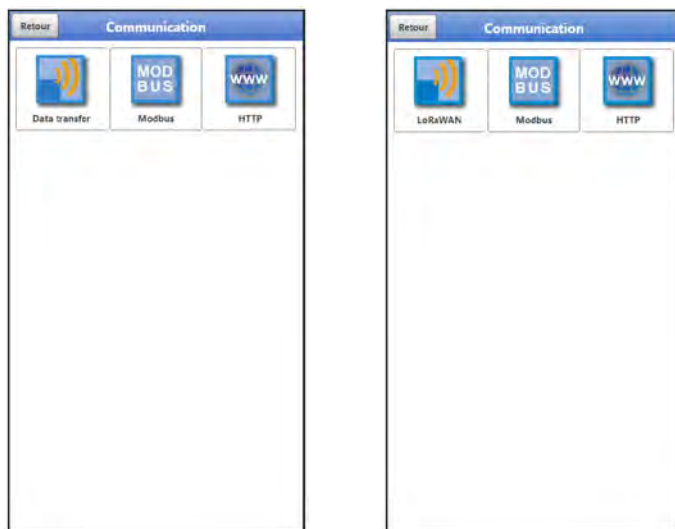 Retour Communication
MOD
BUS
WWW
Data transfer Modbus HTTP
Retour Communication
MOD
BUS
WWW
LoRaWAN Modbus HTTP